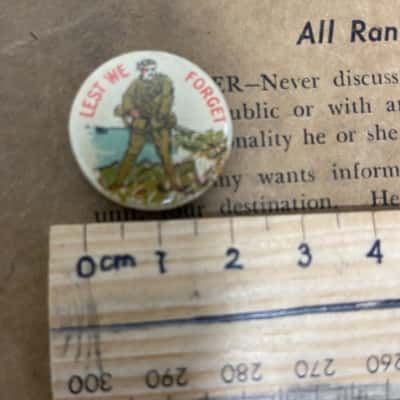 LEST WE FORGET
All Ran
ER—Never discuss
ublic or with a
onality he or she
ny wants inform
destination. He
0cm 1 2 3 4
300 290 280 270 260